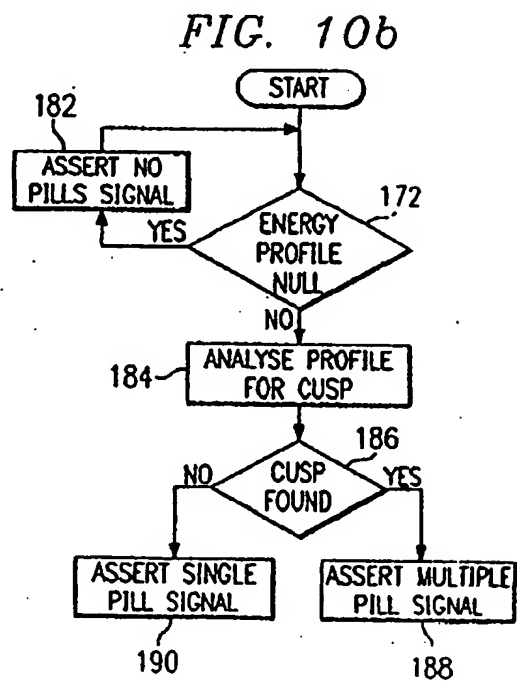 FIG. 10b
START
182
ASSERT NO
PILLS SIGNAL
172
YES
ENERGY
PROFILE
NULL
NO
184
ANALYSE PROFILE
FOR CUSP
186
NO
CUSP
FOUND
YES
ASSERT SINGLE
PILL SIGNAL
ASSERT MULTIPLE
PILL SIGNAL
190
188